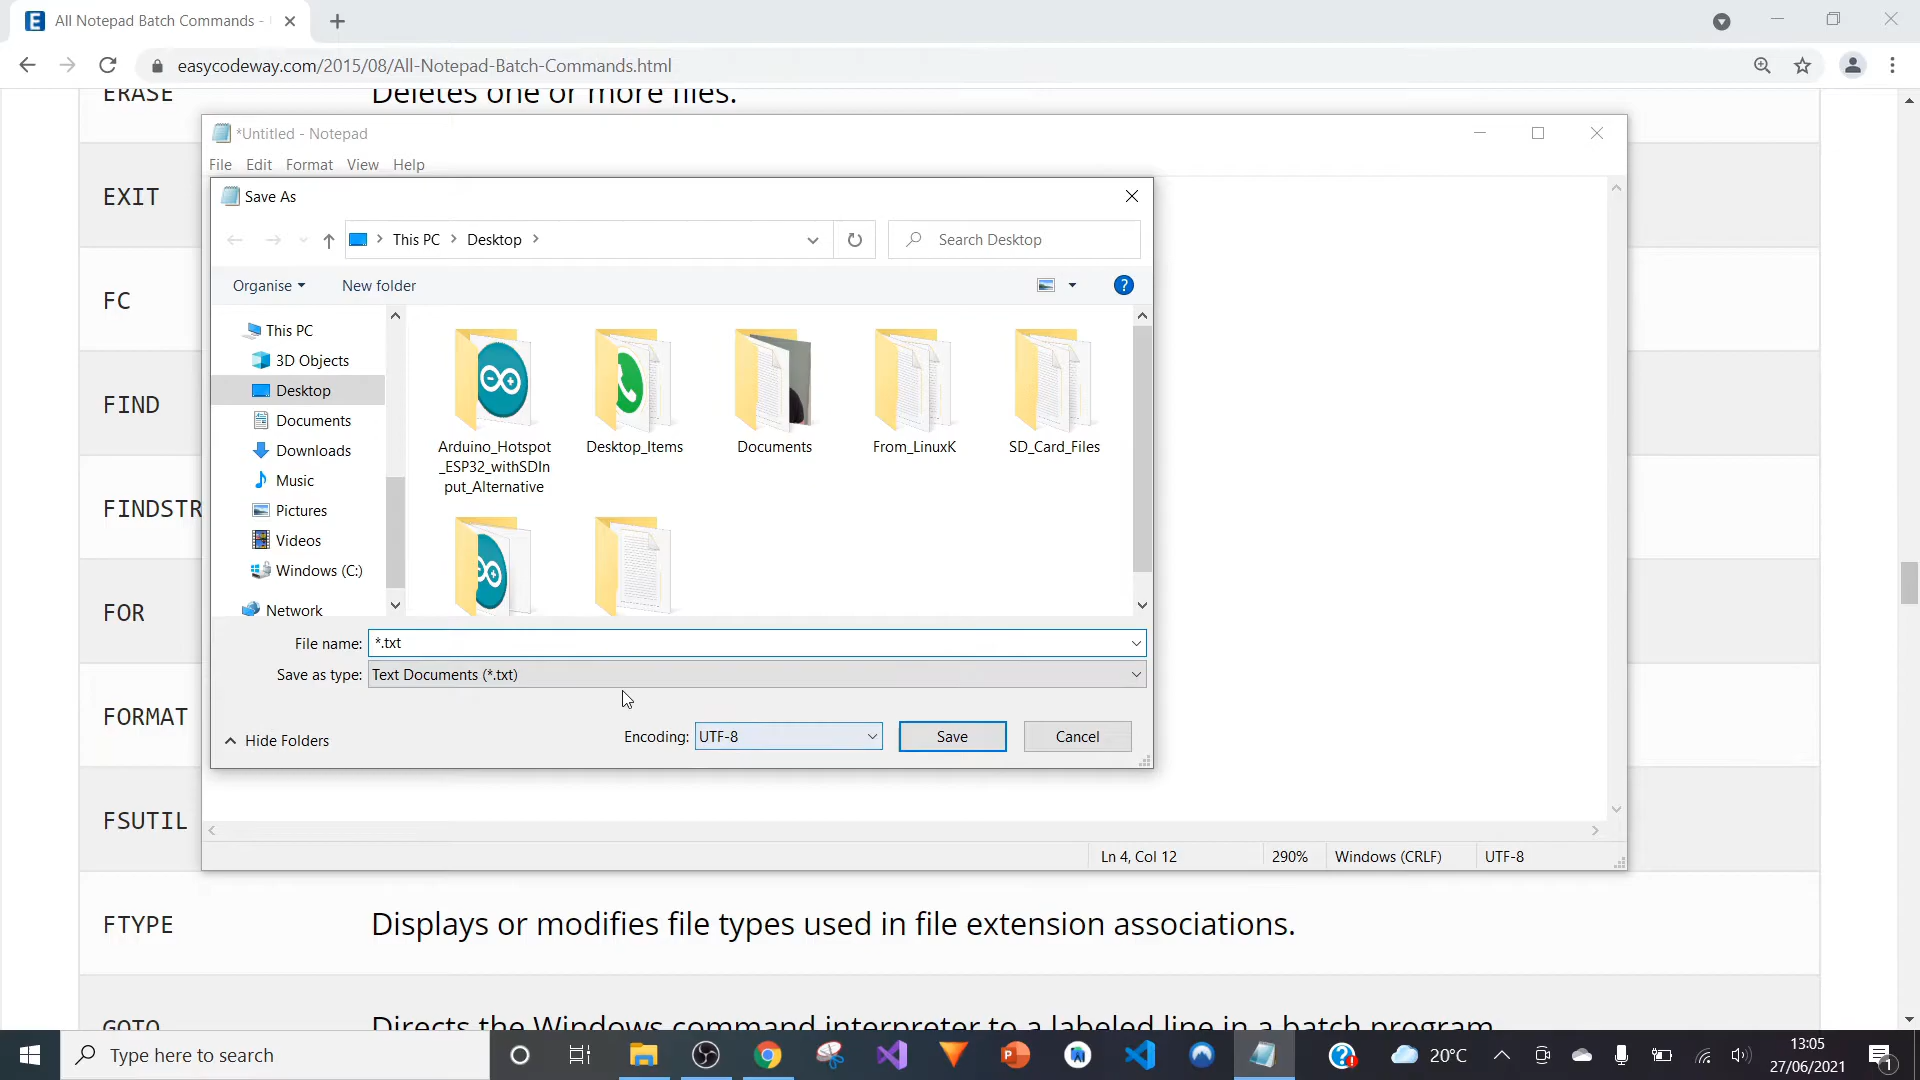 All Notepad Batch Commands -
easycodeway.com/2015/08/All-Notepad-Batch-Commands.html
ERASE Deletes one or more files.
*Untitled - Notepad
File Edit Format View Help
EXIT
Save As
This PC Desktop
Search Desktop
Organise New folder
FC
This PC
3D Objects
Desktop
Documents
Downloads
Music
Pictures
Videos
Windows (C:)
Network
Arduino_Hotspot
_ESP32_withSDIn
put_Alternative
Desktop_Items
Documents
From_LinuxK
SD_Card_Files
FIND
FINDSTR
FOR
File name: *.txt
Save as type: Text Documents (*.txt)
FORMAT
Hide Folders
Encoding: UTF-8 Save Cancel
FSUTIL
Ln 4, Col 12 290% Windows (CRLF) UTF-8
FTYPE Displays or modifies file types used in file extension associations.
GOTO Directs the Windows command interpreter to a labeled line in a batch program
Type here to search
20°C
13:05
27/06/2021
1